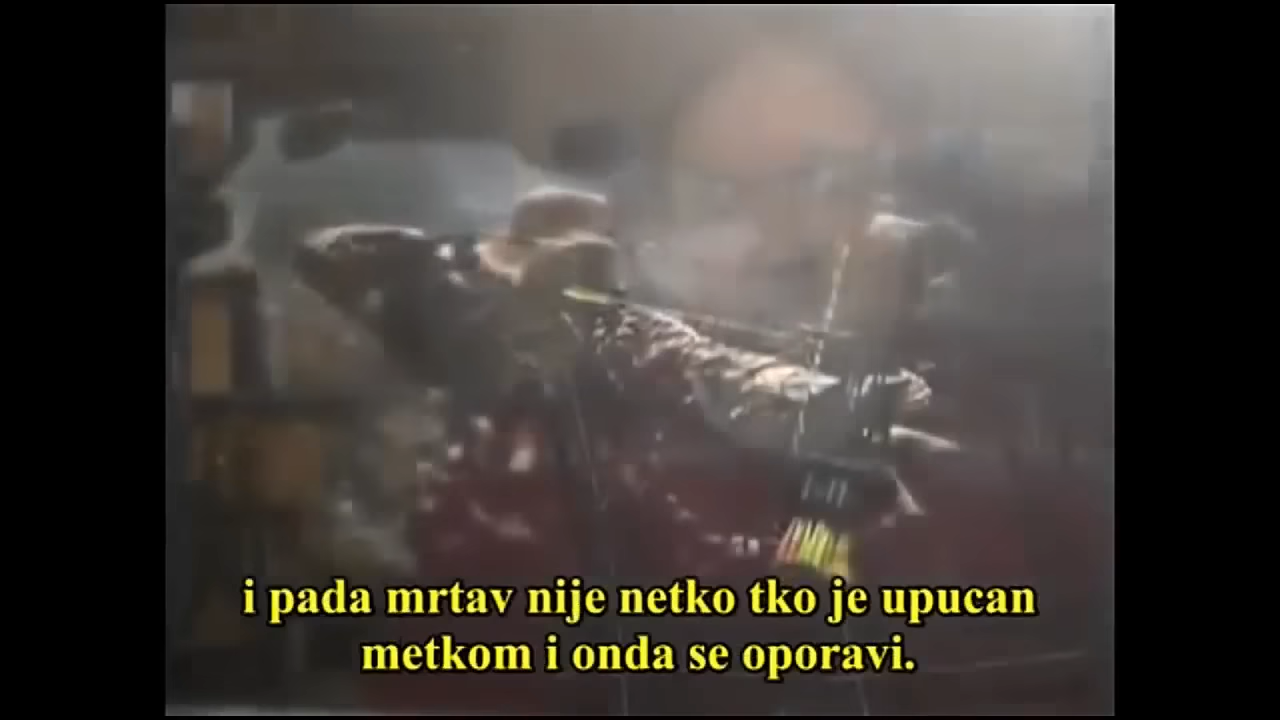 i pada mrtav nije netko tko je upucan
metkom i onda se oporavi.